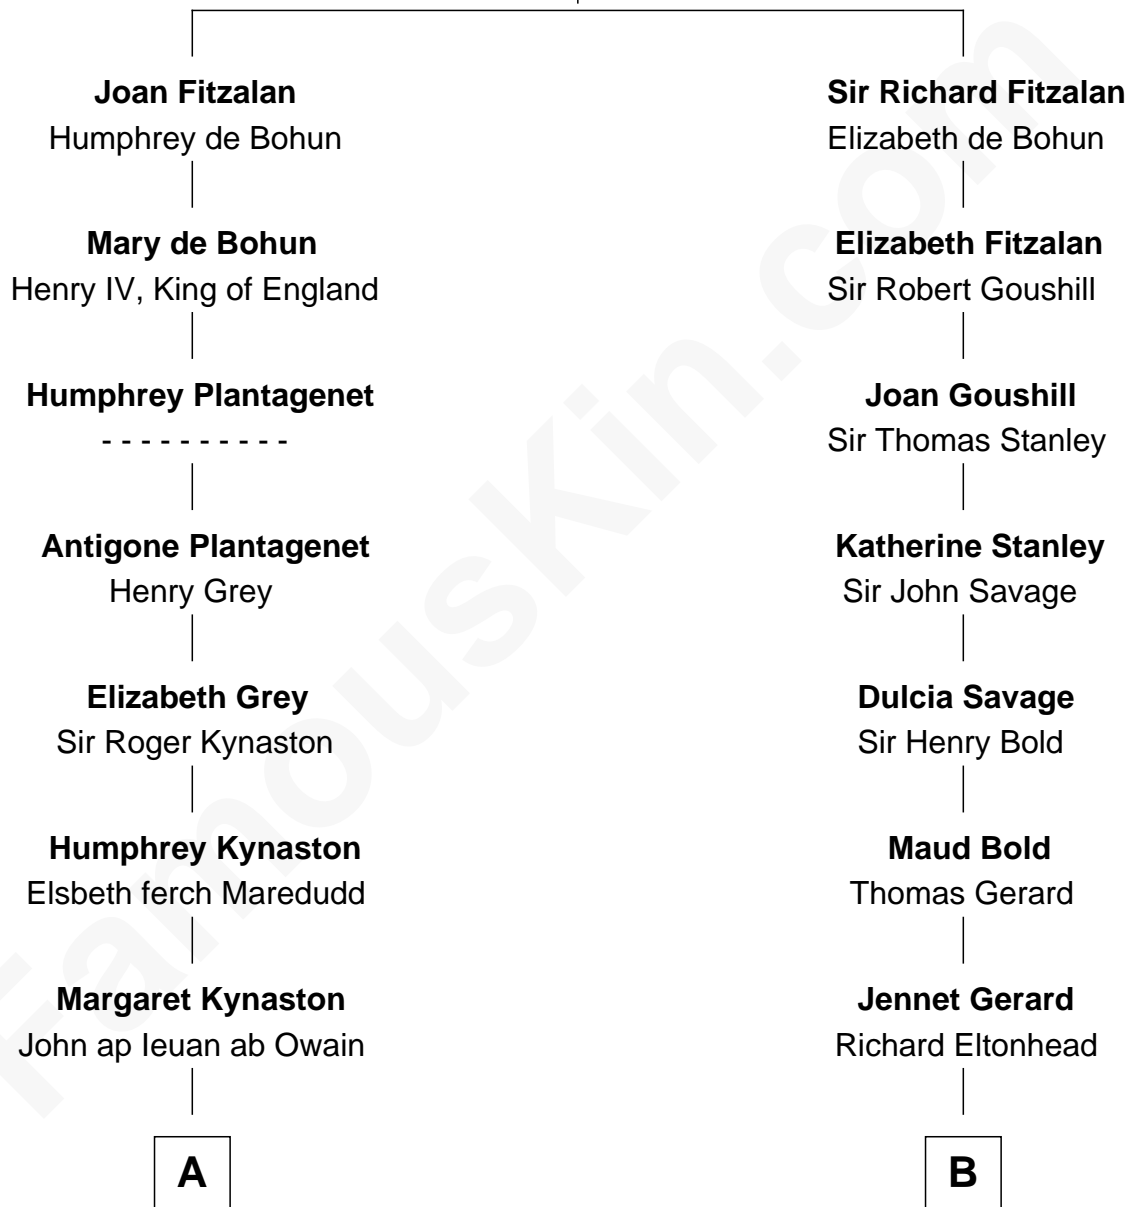 Joan Fitzalan
Humphrey de Bohun
Mary de Bohun
Henry IV, King of England
Humphrey Plantagenet
- - - - - - - - - -
Antigone Plantagenet
Henry Grey
Elizabeth Grey
Sir Roger Kynaston
Humphrey Kynaston
Elsbeth ferch Maredudd
Margaret Kynaston
John ap Ieuan ab Owain
A
Sir Richard Fitzalan
Elizabeth de Bohun
Elizabeth Fitzalan
Sir Robert Goushill
Joan Goushill
Sir Thomas Stanley
Katherine Stanley
Sir John Savage
Dulcia Savage
Sir Henry Bold
Maud Bold
Thomas Gerard
Jennet Gerard
Richard Eltonhead
B
FamousKin.com